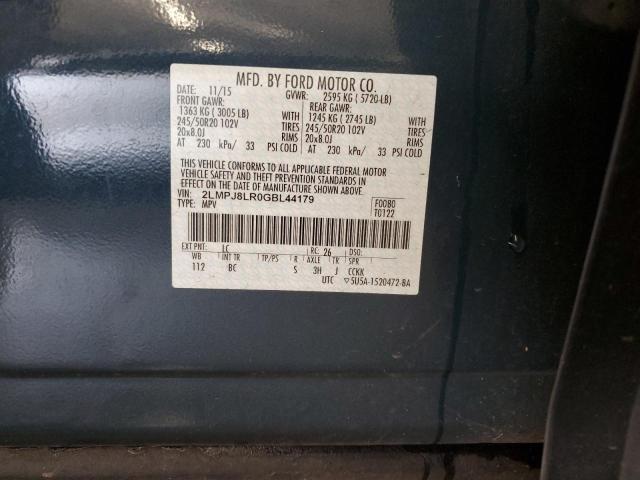 MFD. BY FORD MOTOR CO.
DATE: 11/15 GVWR: 2595 KG ( 5720 LB)
FRONT GAWR: REAR GAWR:
1363 KG ( 3005 LB) WITH 1245 KG ( 2745 LB) WITH
245/50R20 102V TIRES 245/50R20 102V TIRES
20x8.0J RIMS 20x8.0J RIMS
AT 230 kPa/ 33 PSI COLD AT 230 kPa/ 33 PSI COLD
THIS VEHICLE CONFORMS TO ALL APPLICABLE FEDERAL MOTOR
VEHICLE SAFETY AND BUMPER STANDARDS IN EFFECT ON THE
DATE OF MANUFACTURE SHOWN ABOVE.
VIN: 2LMPJ8LR0GBL44179 F0080
TYPE: MPV T0122
EXT PNT: LC RC: 26 DSO:
WB INT TR TP/PS R AXLE TR SPR
112 BC S 3H J CCKK
UTC ▽5U5A-1520472-BA